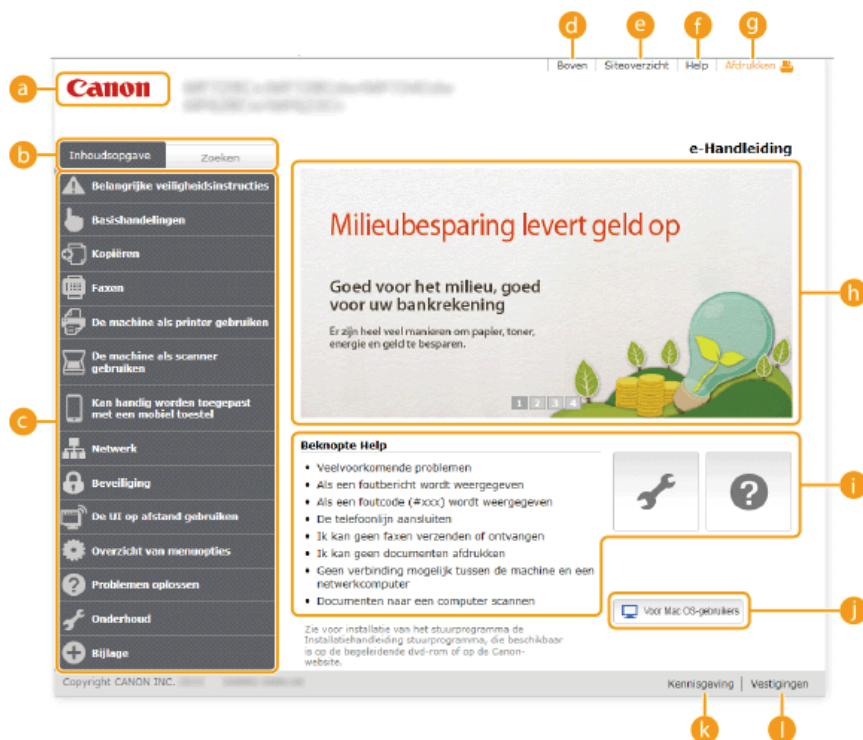 d e f g
Boven Siteoverzicht Help Afdrukken
a
Canon
b
Inhoudsopgave Zoeken
e-Handleiding
c
Belangrijke veiligheidsinstructies
Basishandelingen
Kopiëren
Faxen
De machine als printer gebruiken
De machine als scanner
gebruiken
Kan handig worden toegepast
met een mobiel toestel
Netwerk
Beveiliging
De UI op afstand gebruiken
Overzicht van menuopties
Problemen oplossen
Onderhoud
Bijlage
Milieubesparing levert geld op
Goed voor het milieu, goed
voor uw bankrekening
Er zijn heel veel manieren om papier, toner,
energie en geld te besparen.
1 2 3 4
h
Beknopte Help
• Veelvoorkomende problemen
• Als een foutbericht wordt weergegeven
• Als een foutcode (#xxx) wordt weergegeven
• De telefoonlijn aansluiten
• Ik kan geen faxen verzenden of ontvangen
• Ik kan geen documenten afdrukken
• Geen verbinding mogelijk tussen de machine en een
netwerkcomputer
• Documenten naar een computer scannen
i
Voor Mac OS-gebruikers
j
Zie voor installatie van het stuurprogramma de
Installatiehandleiding stuurprogramma, die beschikbaar
is op de begeleidende dvd-rom of op de Canon-
website.
Copyright CANON INC.
Kennisgeving Vestigingen
k l